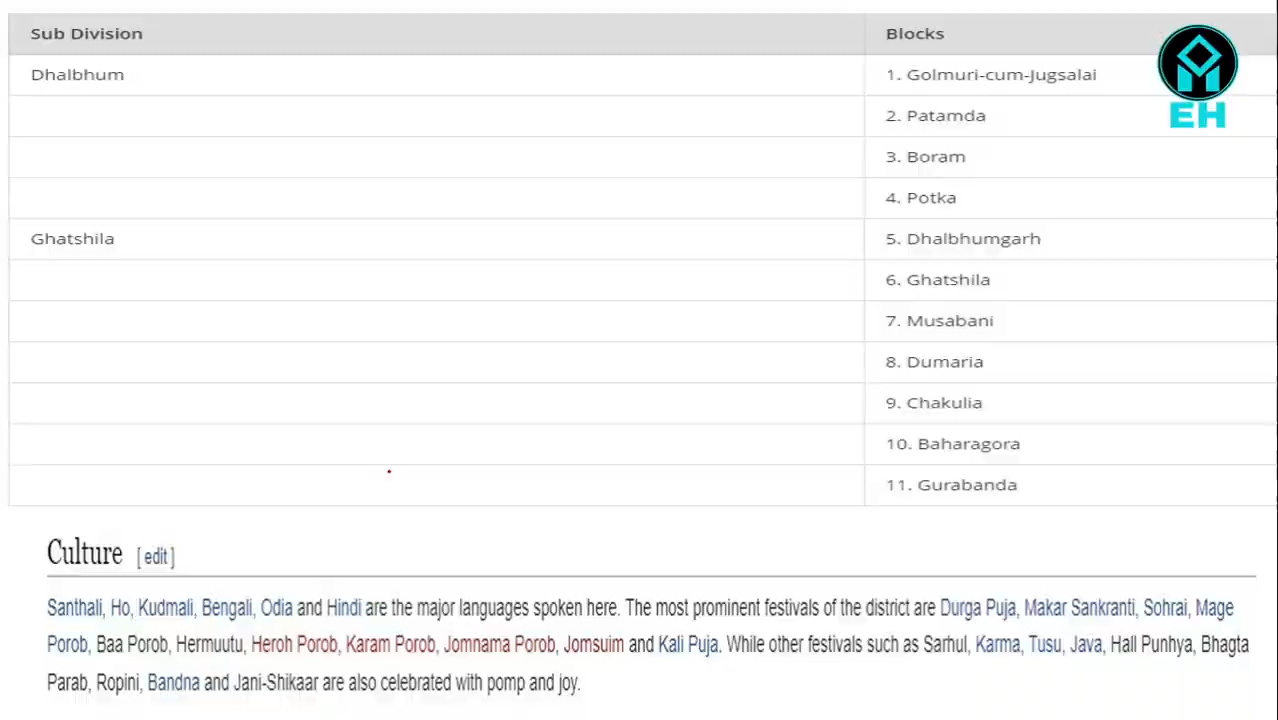 Sub Division Blocks
Dhalbhum 1. Golmuri-cum-Jugsalai
2. Patamda
3. Boram
4. Potka
Ghatshila 5. Dhalbhumgarh
6. Ghatshila
7. Musabani
8. Dumaria
9. Chakulia
10. Baharagora
11. Gurabanda
EH
Culture [ edit ]
Santhali, Ho, Kudmali, Bengali, Odia and Hindi are the major languages spoken here. The most prominent festivals of the district are Durga Puja, Makar Sankranti, Sohrai, Mage
Porob, Baa Porob, Hermuutu, Heroh Porob, Karam Porob, Jomnama Porob, Jomsuim and Kali Puja. While other festivals such as Sarhul, Karma, Tusu, Java, Hall Punhya, Bhagta
Parab, Ropini, Bandna and Jani-Shikaar are also celebrated with pomp and joy.